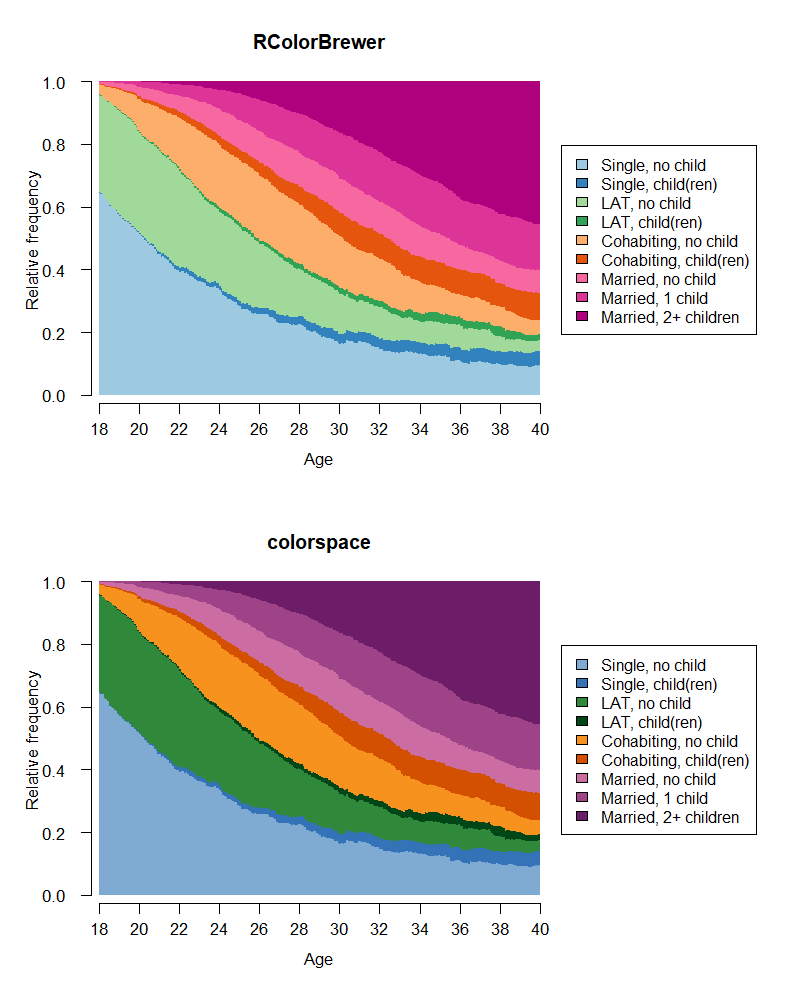 RColorBrewer
1.0
0.8
0.6
0.4
0.2
0.0
Relative frequency
18 20 22 24 26 28 30 32 34 36 38 40
Age
Single, no child
Single, child(ren)
LAT, no child
LAT, child(ren)
Cohabiting, no child
Cohabiting, child(ren)
Married, no child
Married, 1 child
Married, 2+ children
colorspace
1.0
0.8
0.6
0.4
0.2
0.0
Relative frequency
18 20 22 24 26 28 30 32 34 36 38 40
Age
Single, no child
Single, child(ren)
LAT, no child
LAT, child(ren)
Cohabiting, no child
Cohabiting, child(ren)
Married, no child
Married, 1 child
Married, 2+ children